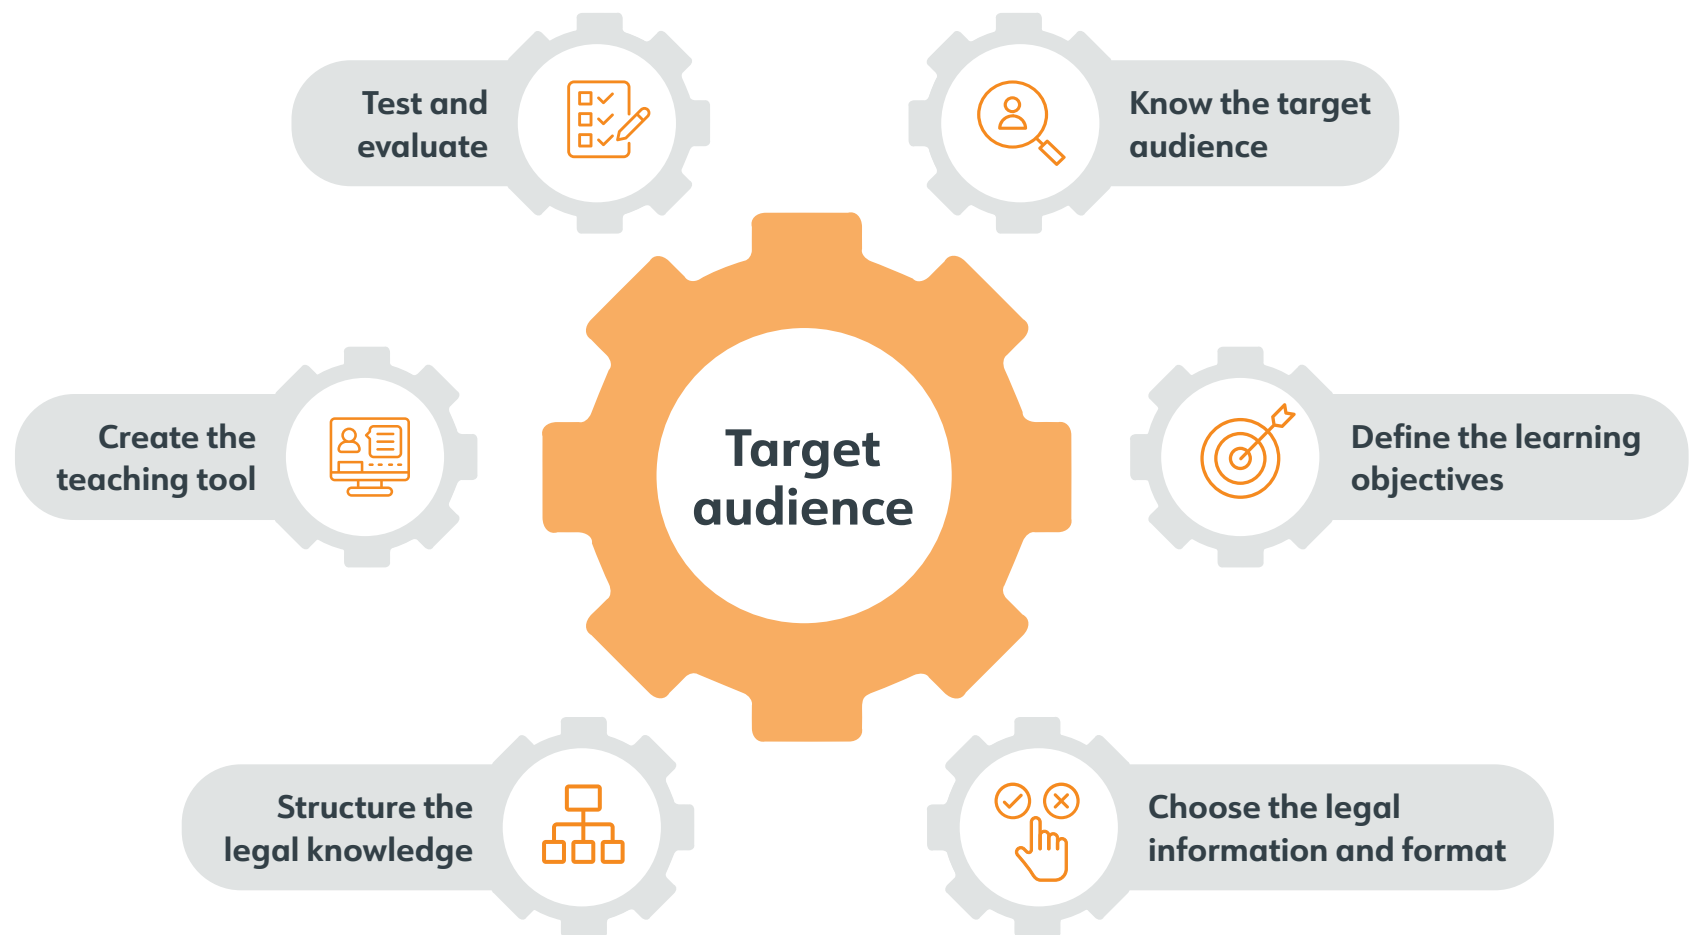 Test and
evaluate
Know the target
audience
Create the
teaching tool
Target
audience
Define the learning
objectives
Structure the
legal knowledge
Choose the legal
information and format